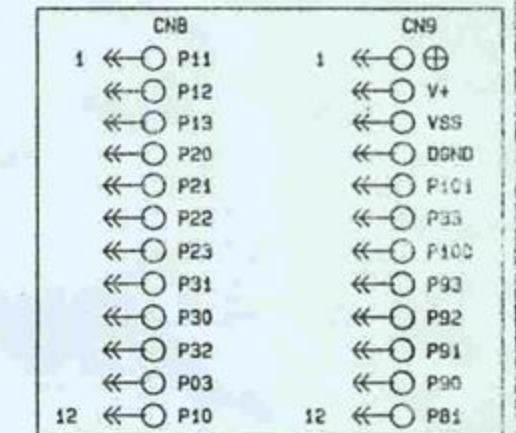 CN8 CN9
1 P11 1 ⊕
P12 V+
P13 VSS
P20 DGND
P21 P101
P22 P33
P23 P100
P31 P93
P30 P92
P32 P91
P03 P90
12 P10 12 P81